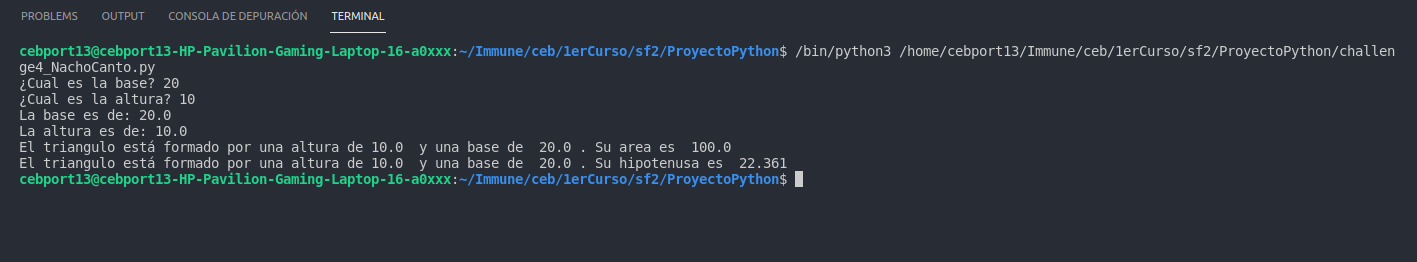 PROBLEMS OUTPUT CONSOLA DE DEPURACIÓN TERMINAL
cebport13@cebport13-HP-Pavilion-Gaming-Laptop-16-a0xxx:~/Immune/ceb/1erCurso/sf2/ProyectoPython$ /bin/python3 /home/cebport13/Immune/ceb/1erCurso/sf2/ProyectoPython/challen
ge4_NachoCanto.py
¿Cual es la base? 20
¿Cual es la altura? 10
La base es de: 20.0
La altura es de: 10.0
El triangulo está formado por una altura de 10.0  y una base de  20.0 . Su area es  100.0
El triangulo está formado por una altura de 10.0  y una base de  20.0 . Su hipotenusa es  22.361
cebport13@cebport13-HP-Pavilion-Gaming-Laptop-16-a0xxx:~/Immune/ceb/1erCurso/sf2/ProyectoPython$